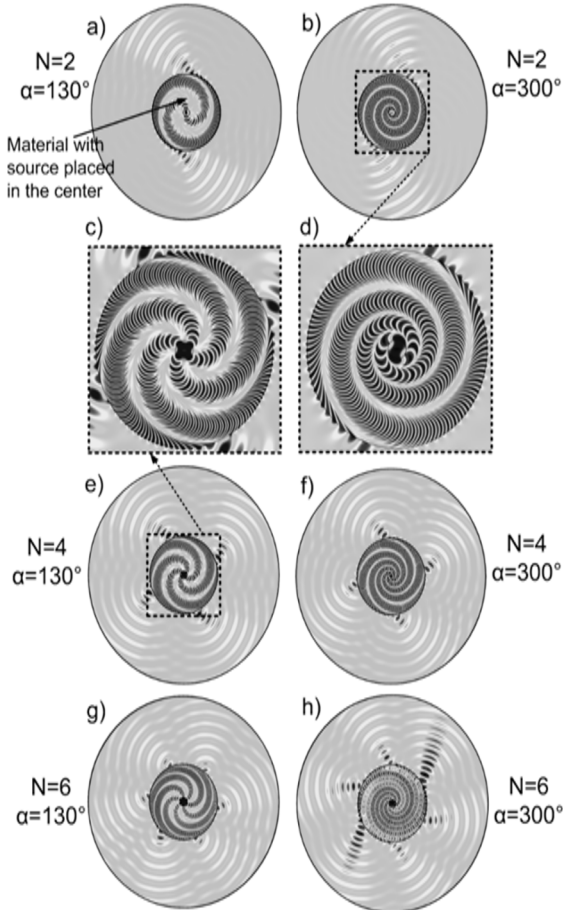 a)
b)
N=2
α=130°
N=2
α=300°
Material with
source placed
in the center
c)
d)
e)
f)
N=4
α=130°
N=4
α=300°
g)
h)
N=6
α=130°
N=6
α=300°